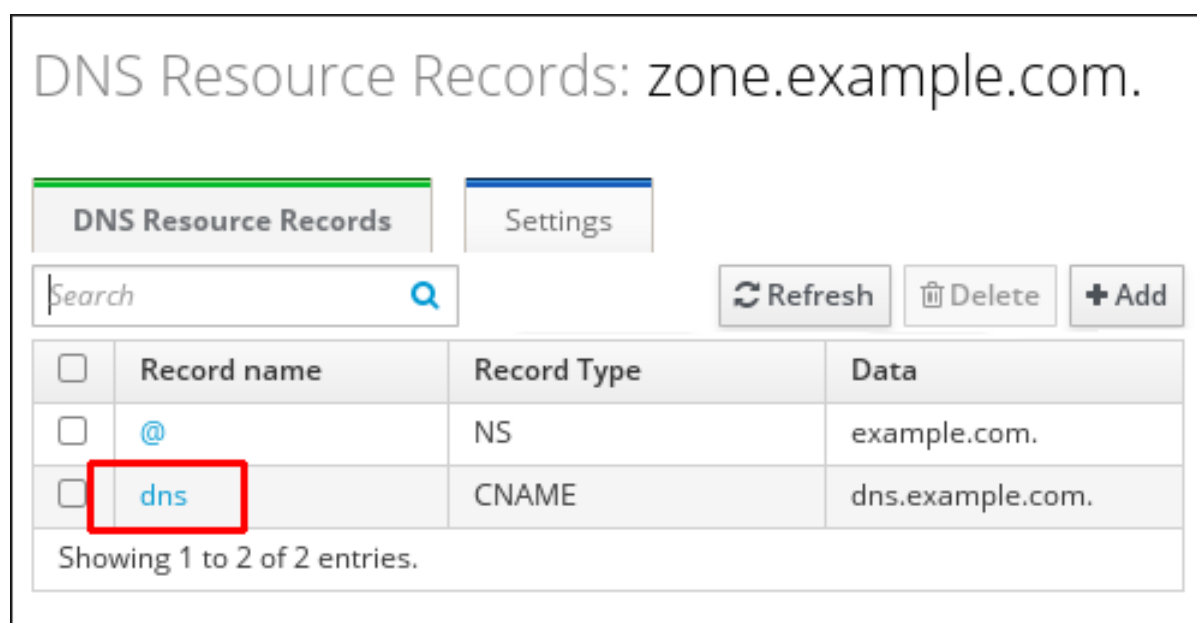 DNS Resource Records: zone.example.com.
DNS Resource Records Settings
Search Refresh Delete Add
Record name Record Type Data
@ NS example.com.
dns CNAME dns.example.com.
Showing 1 to 2 of 2 entries.